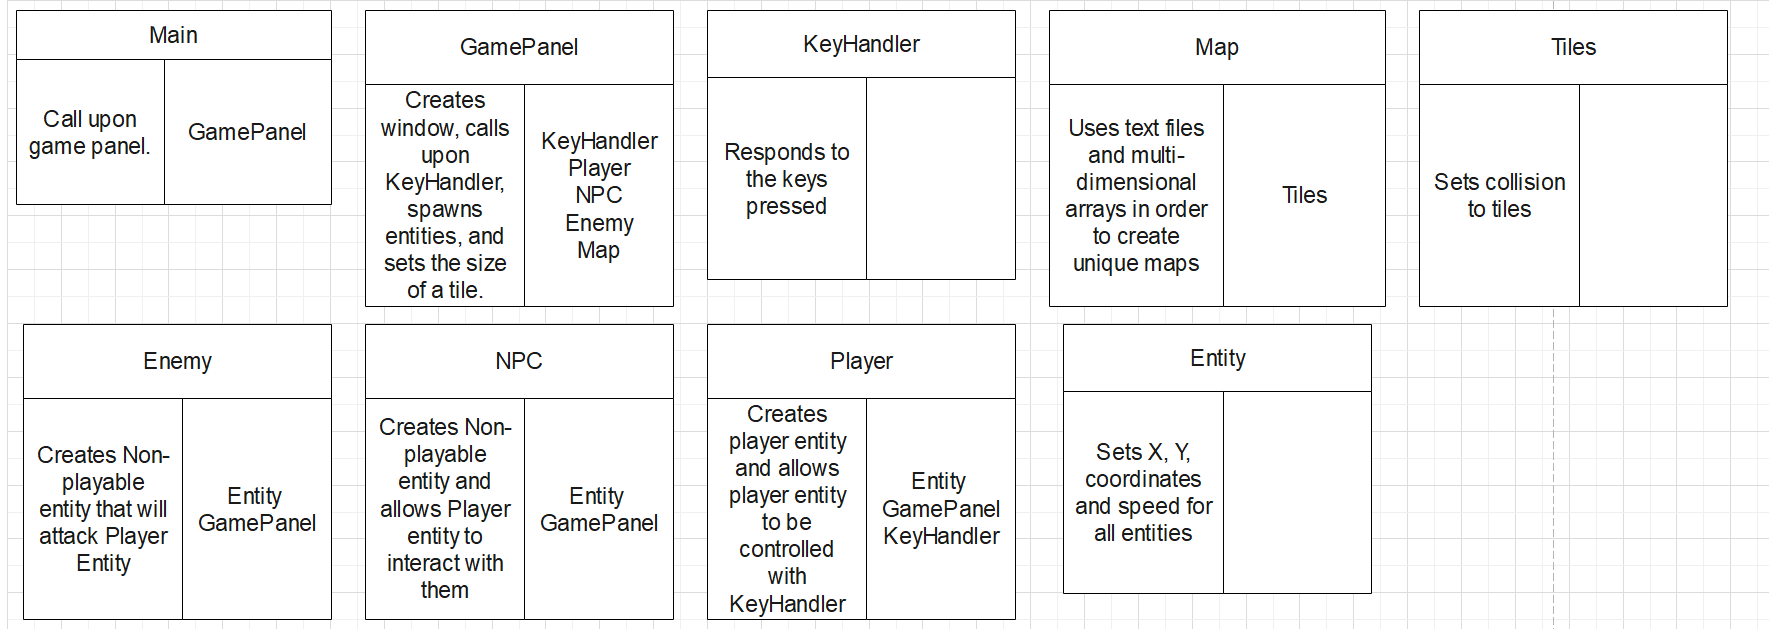 Main
Call upon
game panel.
GamePanel
GamePanel
Creates
window, calls
upon
KeyHandler,
spawns
entities, and
sets the size
of a tile.
KeyHandler
Player
NPC
Enemy
Map
KeyHandler
Responds to
the keys
pressed
Map
Uses text files
and multi-
dimensional
arrays in order
to create
unique maps
Tiles
Tiles
Sets collision
to tiles
Enemy
Creates Non-
playable
entity that will
attack Player
Entity
Entity
GamePanel
NPC
Creates Non-
playable
entity and
allows Player
entity to
interact with
them
Entity
GamePanel
Player
Creates
player entity
and allows
player entity
to be
controlled
with
KeyHandler
Entity
GamePanel
KeyHandler
Entity
Sets X, Y,
coordinates
and speed for
all entities